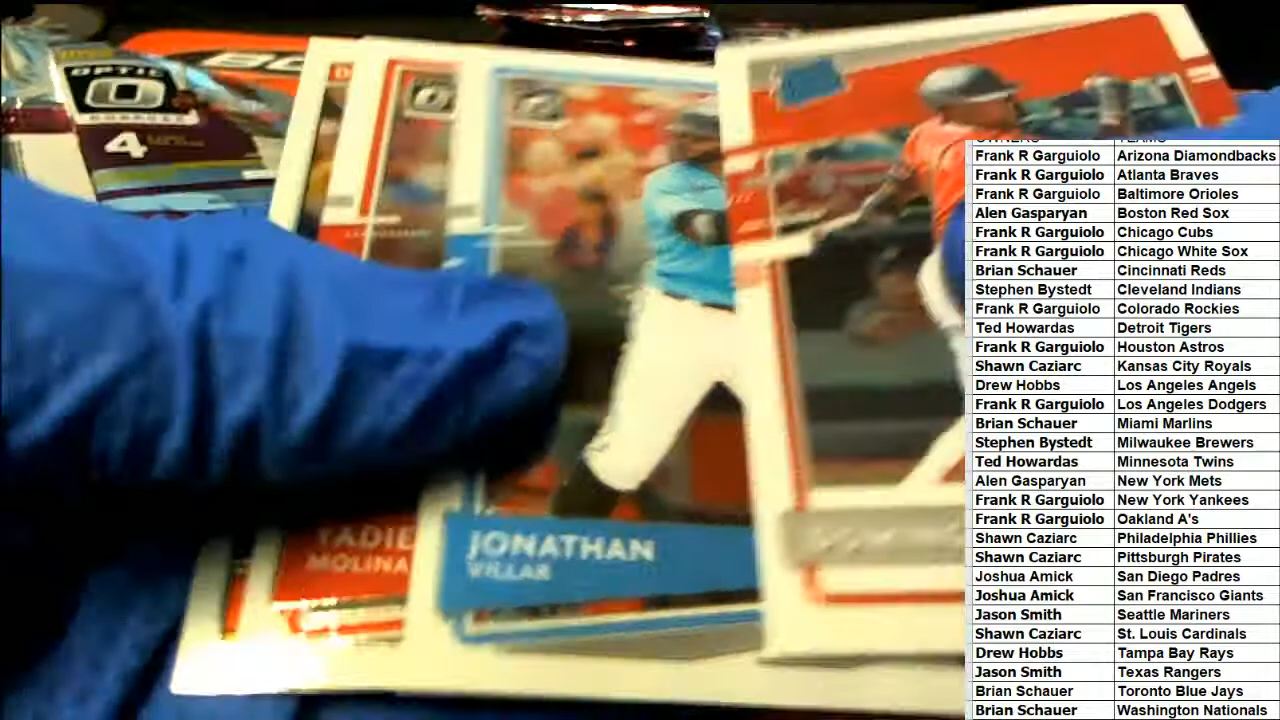 OPTIC
4
BO
JONATHAN
VILLAR
YADIE
MOLINA
OWNERS TEAMS
Frank R Garguiolo Arizona Diamondbacks
Frank R Garguiolo Atlanta Braves
Frank R Garguiolo Baltimore Orioles
Alen Gasparyan Boston Red Sox
Frank R Garguiolo Chicago Cubs
Frank R Garguiolo Chicago White Sox
Brian Schauer Cincinnati Reds
Stephen Bystedt Cleveland Indians
Frank R Garguiolo Colorado Rockies
Ted Howardas Detroit Tigers
Frank R Garguiolo Houston Astros
Shawn Caziarc Kansas City Royals
Drew Hobbs Los Angeles Angels
Frank R Garguiolo Los Angeles Dodgers
Brian Schauer Miami Marlins
Stephen Bystedt Milwaukee Brewers
Ted Howardas Minnesota Twins
Alen Gasparyan New York Mets
Frank R Garguiolo New York Yankees
Frank R Garguiolo Oakland A's
Shawn Caziarc Philadelphia Phillies
Shawn Caziarc Pittsburgh Pirates
Joshua Amick San Diego Padres
Joshua Amick San Francisco Giants
Jason Smith Seattle Mariners
Shawn Caziarc St. Louis Cardinals
Drew Hobbs Tampa Bay Rays
Jason Smith Texas Rangers
Brian Schauer Toronto Blue Jays
Brian Schauer Washington Nationals